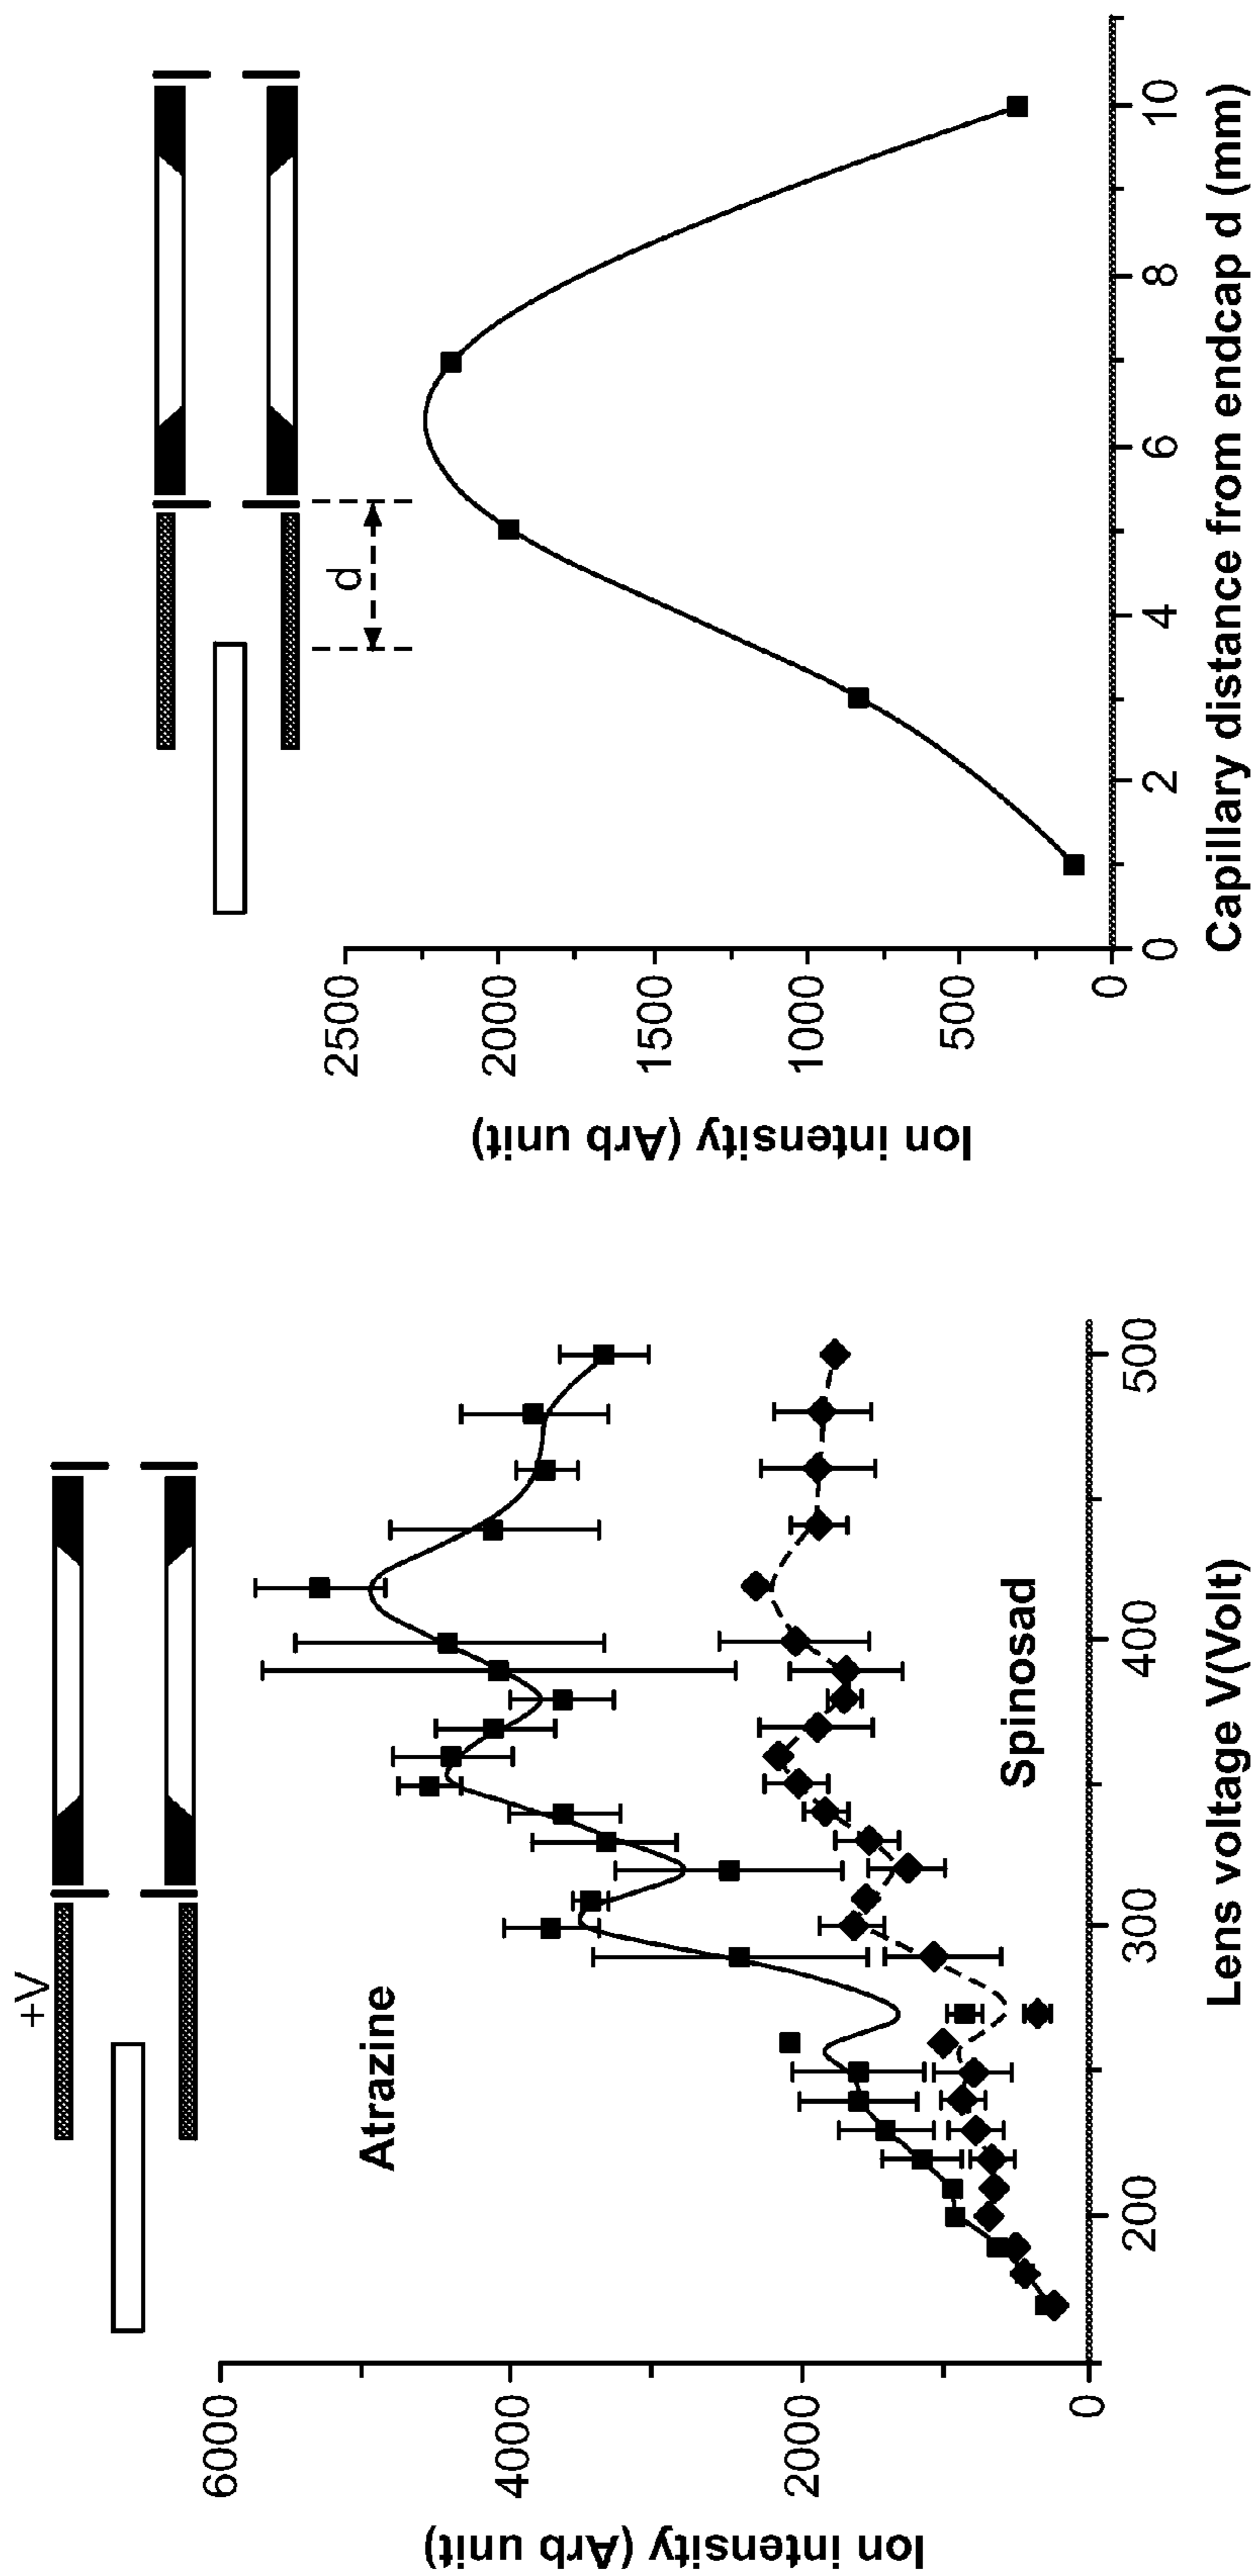 +V
Atrazine
Spinosad
6000
4000
2000
0
200
300
400
500
Ion intensity (Arb unit)
Lens voltage V(Volt)
d
2500
2000
1500
1000
500
0
0
2
4
6
8
10
Ion intensity (Arb unit)
Capillary distance from endcap d (mm)